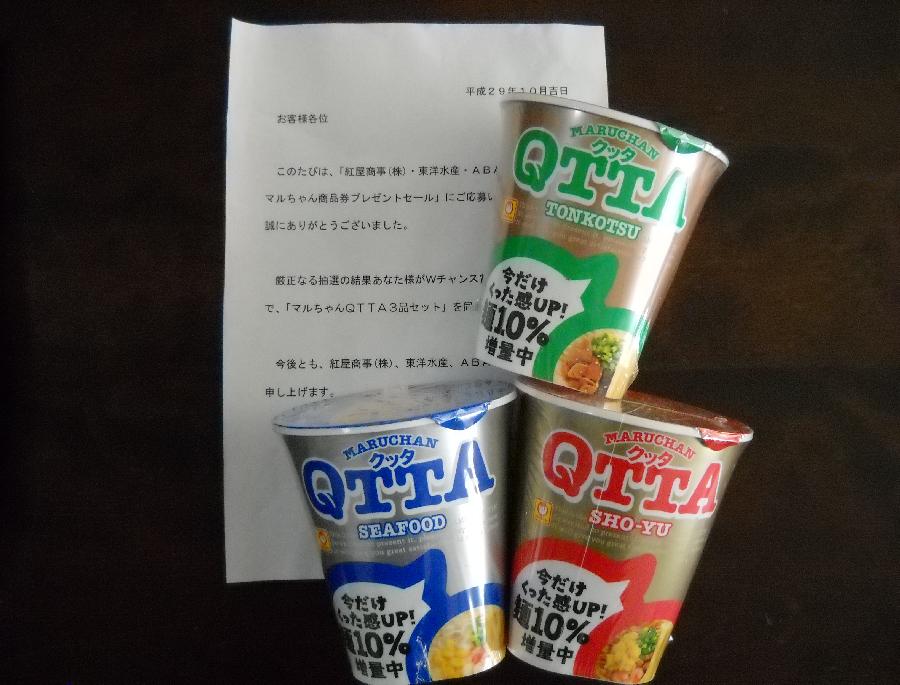 平成29年10月吉日
お客様各位
このたびは、「紅屋商事(株)・東洋水産・ABA
マルちゃん商品券プレゼントセール」にご応募い
誠にありがとうございました。
厳正なる抽選の結果あなた様がWチャンス
で、「マルちゃんQTTA3品セット」を
今後とも、紅屋商事(株)、東洋水産、ABA
申し上げます。
MARUCHAN
クッタ
QTTA
TONKOTSU
今だけ
くった感UP!
麺10%
増量中
MARUCHAN
クッタ
QTTA
SEAFOOD
今だけ
くった感UP!
麺10%
増量中
MARUCHAN
クッタ
QTTA
SHO-YU
今だけ
くった感UP!
麺10%
増量中